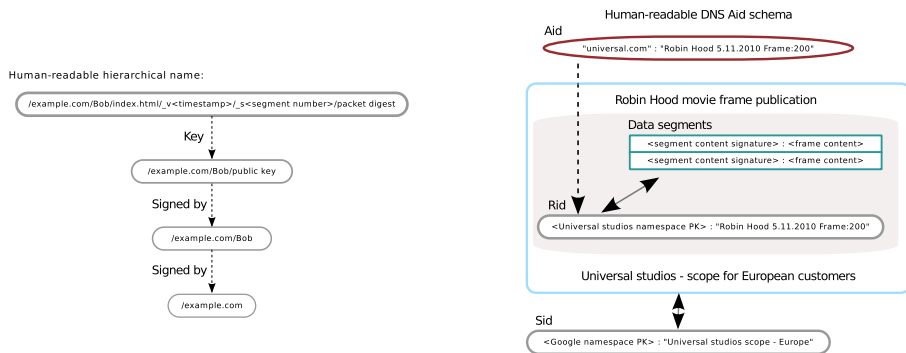 Human-readable hierarchical name:
/example.com/Bob/index.html/_v<timestamp>/_s<segment number>/packet digest
Key
/example.com/Bob/public key
Signed by
/example.com/Bob
Signed by
/example.com
Human-readable DNS Aid schema
Aid
"universal.com" : "Robin Hood 5.11.2010 Frame:200"
Robin Hood movie frame publication
Data segments
<segment content signature> : <frame content>
<segment content signature> : <frame content>
Rid
<Universal studios namespace PK> : "Robin Hood 5.11.2010 Frame:200"
Universal studios - scope for European customers
Sid
<Google namespace PK> : "Universal studios scope - Europe"